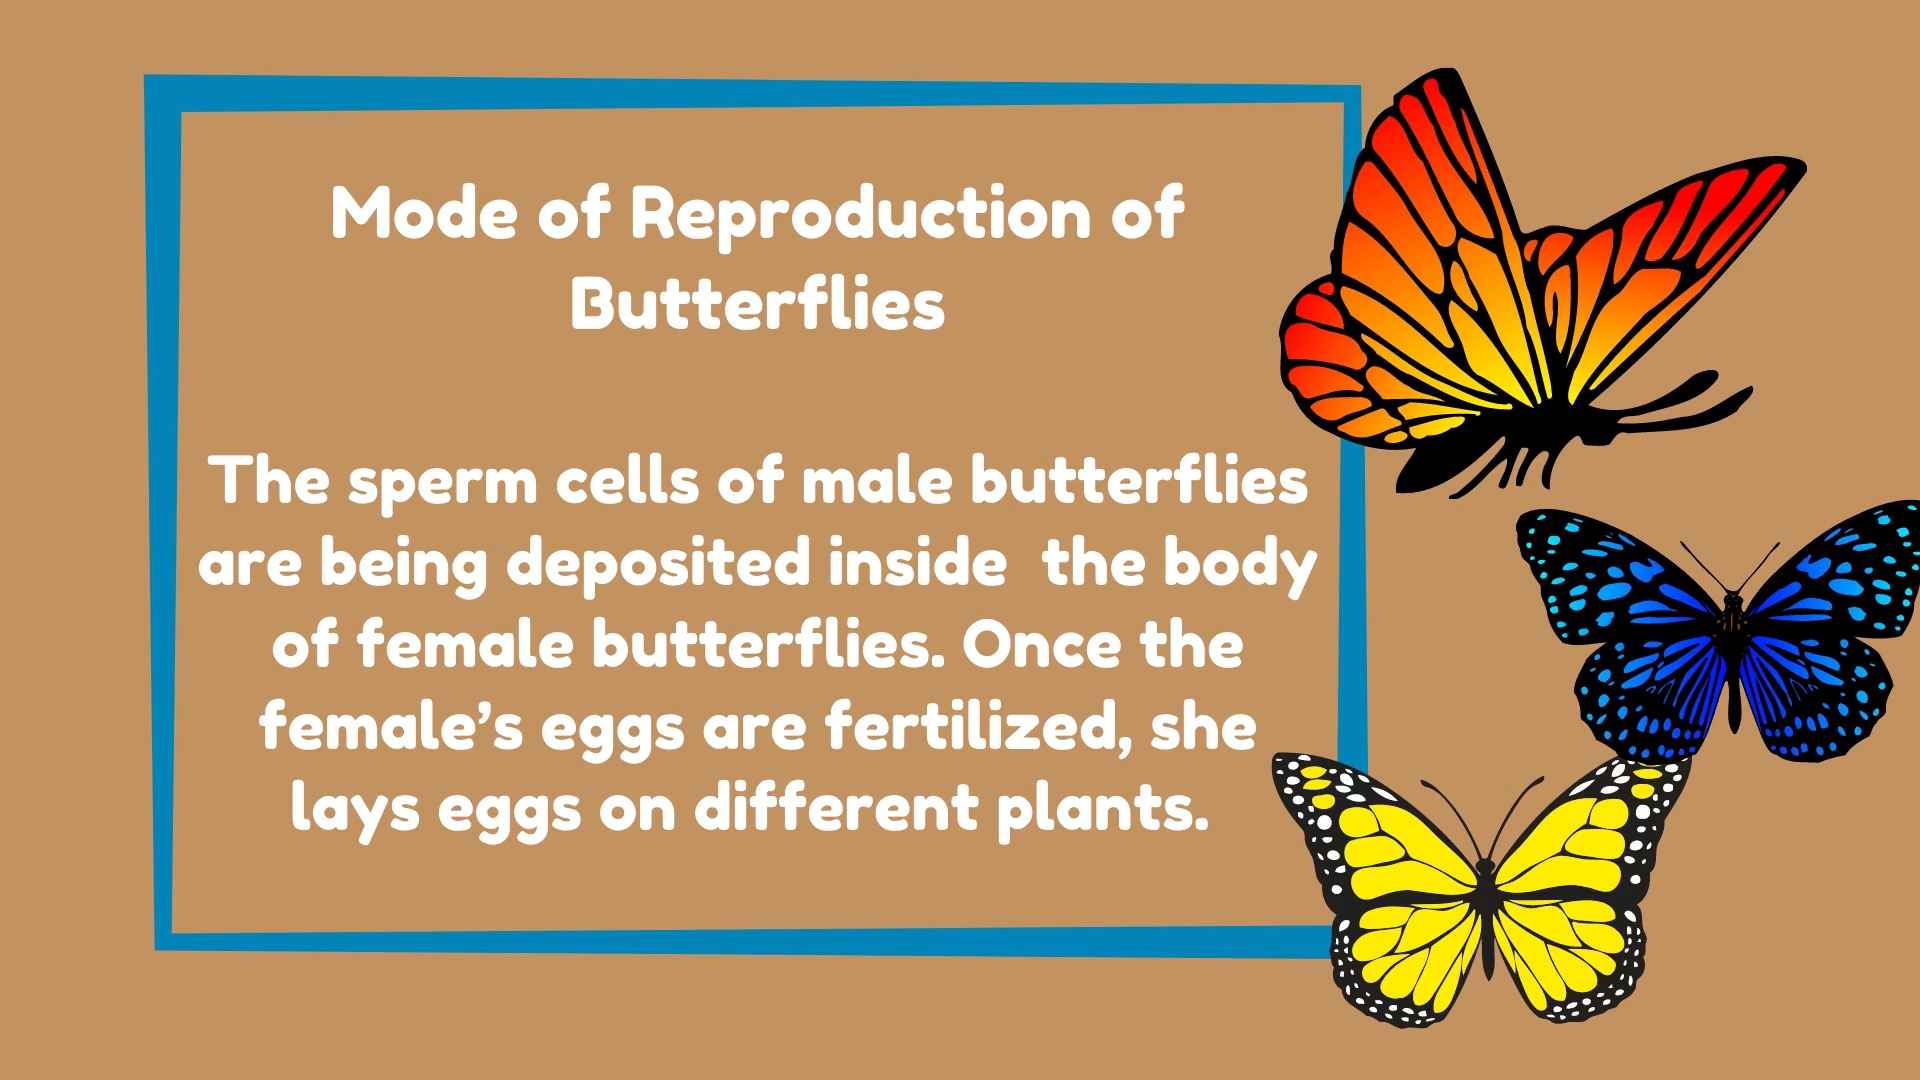 Mode of Reproduction of
Butterflies
The sperm cells of male butterflies
are being deposited inside  the body
of female butterflies. Once the
female’s eggs are fertilized, she
lays eggs on different plants.